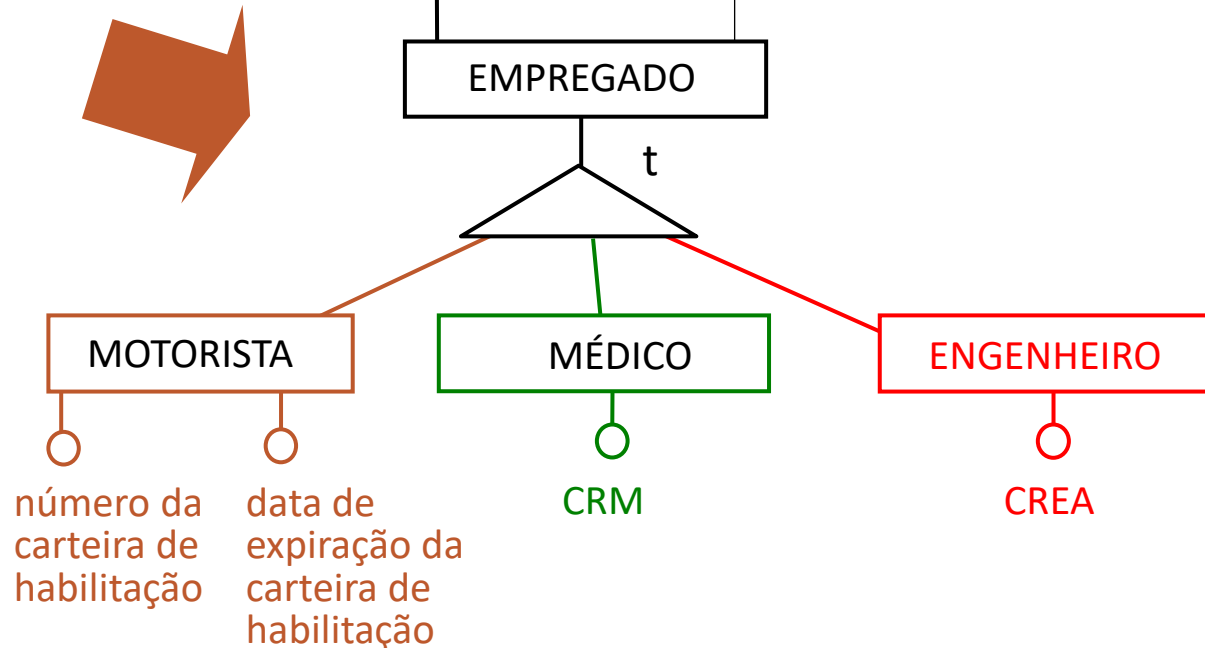 EMPREGADO
t
MOTORISTA
MÉDICO
ENGENHEIRO
número da
carteira de
habilitação
data de
expiração da
carteira de
habilitação
CRM
CREA